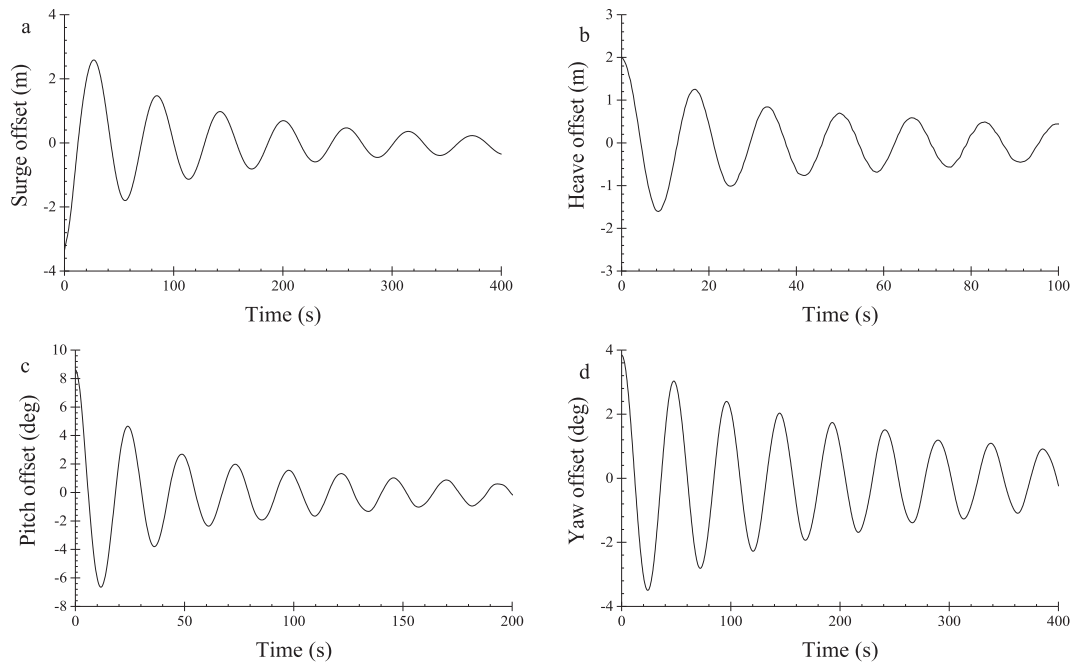 a
4
2
0
-2
-4
Surge offset (m)
0 100 200 300 400
Time (s)
b
3
2
1
0
-1
-2
-3
Heave offset (m)
0 20 40 60 80 100
Time (s)
c
10
8
6
4
2
0
-2
-4
-6
-8
Pitch offset (deg)
0 50 100 150 200
Time (s)
d
4
2
0
-2
-4
Yaw offset (deg)
0 100 200 300 400
Time (s)